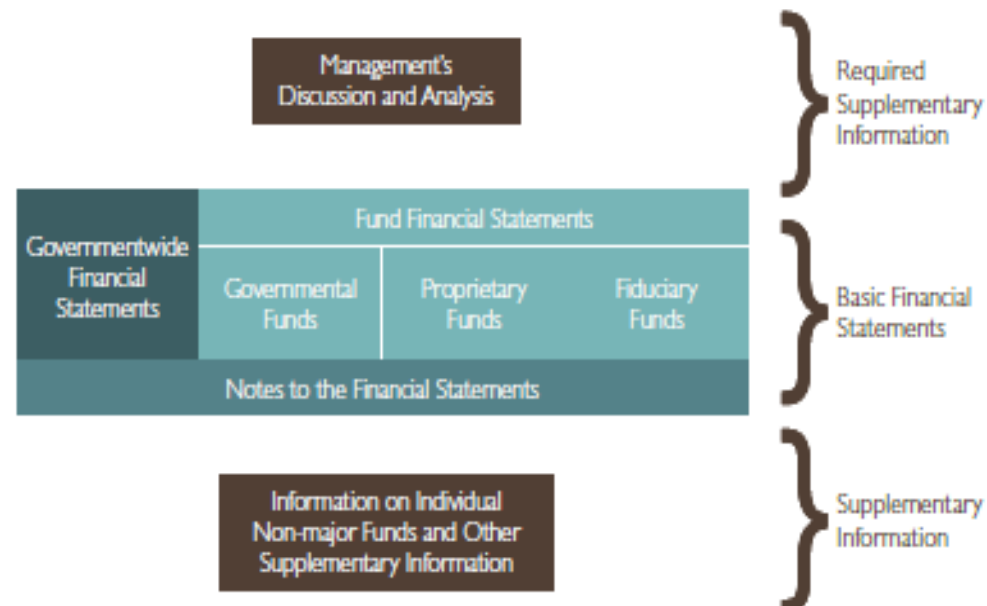 Management's
Discussion and Analysis
Required
Supplementary
Information
Governmentwide
Financial
Statements
Fund Financial Statements
Governmental
Funds
Proprietary
Funds
Fiduciary
Funds
Basic Financial
Statements
Notes to the Financial Statements
Information on Individual
Non-major Funds and Other
Supplementary Information
Supplementary
Information